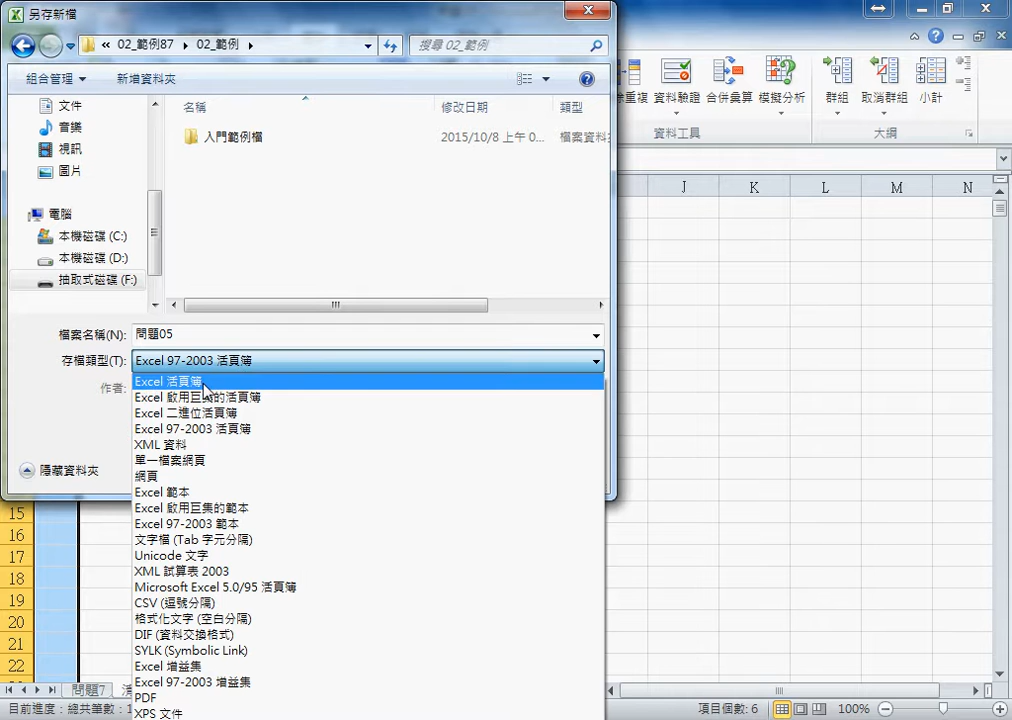 另存新檔
« 02_範例87 ▸ 02_範例 ▸
搜尋 02_範例
組合管理 ▼ 新增資料夾
名稱 修改日期 類型
文件
音樂
視訊
圖片
電腦
本機磁碟 (C:)
本機磁碟 (D:)
抽取式磁碟 (F:)
入門範例檔 2015/10/8 上午 0... 檔案資料
檔案名稱(N): 問題05
存檔類型(T): Excel 97-2003 活頁簿
作者:
隱藏資料夾
Excel 活頁簿
Excel 啟用巨集的活頁簿
Excel 二進位活頁簿
Excel 97-2003 活頁簿
XML 資料
單一檔案網頁
網頁
Excel 範本
Excel 啟用巨集的範本
Excel 97-2003 範本
文字檔 (Tab 字元分隔)
Unicode 文字
XML 試算表 2003
Microsoft Excel 5.0/95 活頁簿
CSV (逗號分隔)
格式化文字 (空白分隔)
DIF (資料交換格式)
SYLK (Symbolic Link)
Excel 增益集
Excel 97-2003 增益集
PDF
XPS 文件
除重複 資料驗證 合併彙算 模擬分析 群組 取消群組 小計
資料工具 大綱
J K L M N
15
16
17
18
19
20
21
22
問題7
目前進度：總共筆數：1
項目個數: 6 100%